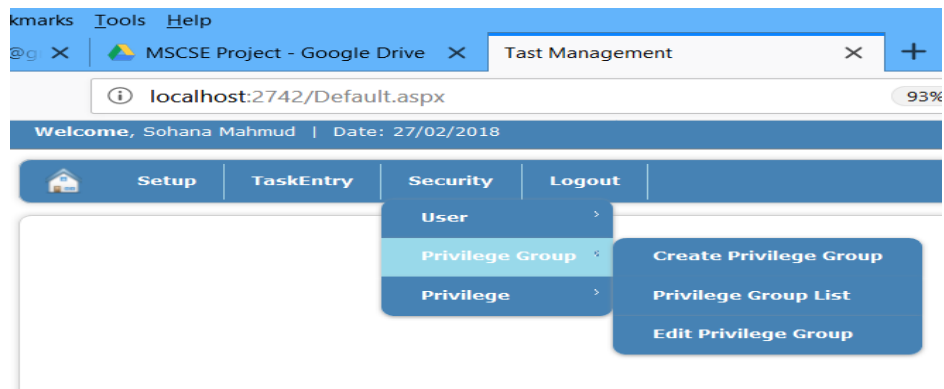 kmarks Tools Help
@g MSCSE Project - Google Drive Tast Management
localhost:2742/Default.aspx 93%
Welcome, Sohana Mahmud | Date: 27/02/2018
Setup TaskEntry Security Logout
User
Privilege Group Create Privilege Group
Privilege Privilege Group List
Edit Privilege Group